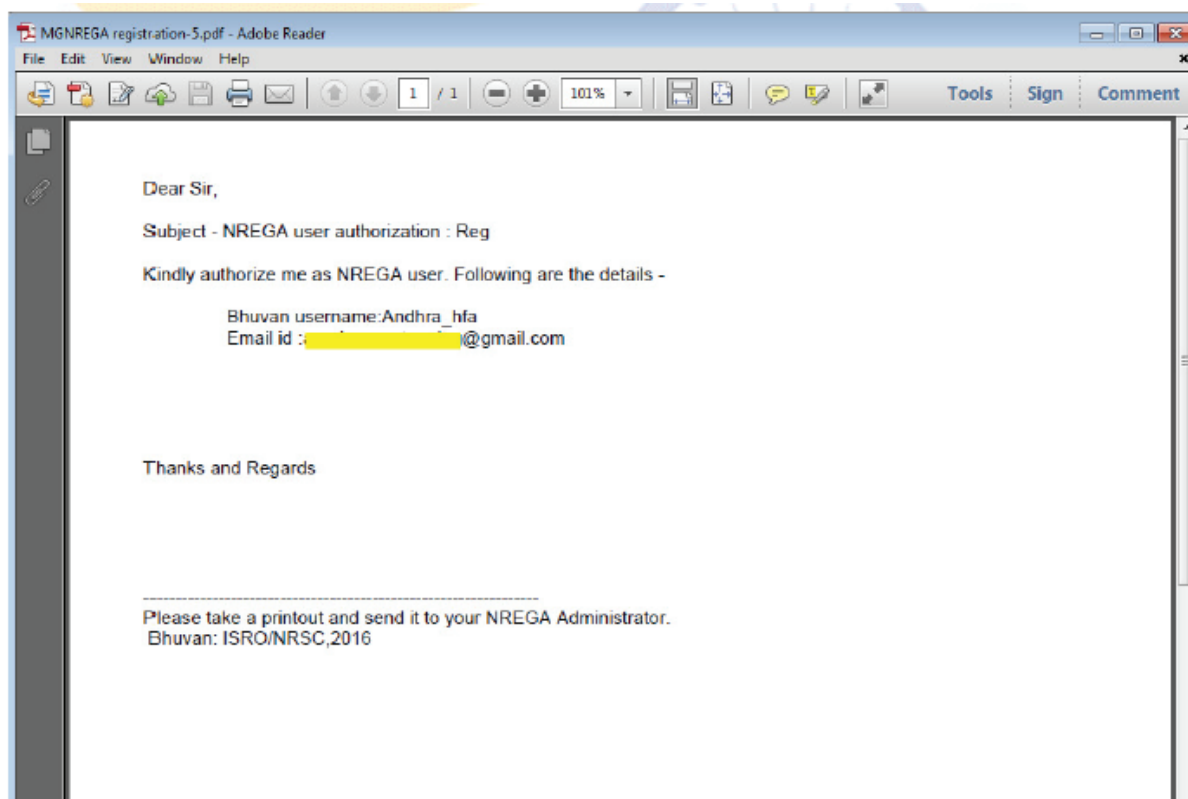 MGNREGA registration-5.pdf - Adobe Reader
File Edit View Window Help
1 / 1 101% Tools Sign Comment
Dear Sir,
Subject - NREGA user authorization : Reg
Kindly authorize me as NREGA user. Following are the details -
Bhuvan username:Andhra_hfa
Email id : @gmail.com
Thanks and Regards
------------------------------------------------------------------
Please take a printout and send it to your NREGA Administrator.
Bhuvan: ISRO/NRSC,2016